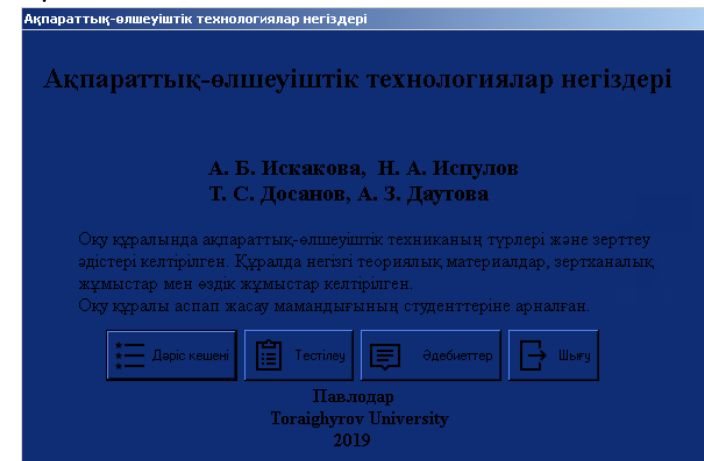 Ақпараттық-өлшеуіштік технологиялар негіздері
Ақпараттық-өлшеуіштік технологиялар негіздері
А. Б. Искакова, Н. А. Испулов
Т. С. Досанов, А. З. Даутова
Оқу құралында ақпараттық-өлшеуіштік техниканың түрлері және зерттеу
әдістері келтірілген. Құралда негізгі теориялық материалдар, зертханалық
жұмыстар мен өздік жұмыстар келтірілген.
Оқу құралы аспап жасау мамандығының студенттеріне арналған.
Дәріс кешені Тестілеу Әдебиеттер Шығу
Павлодар
Toraighyrov University
2019